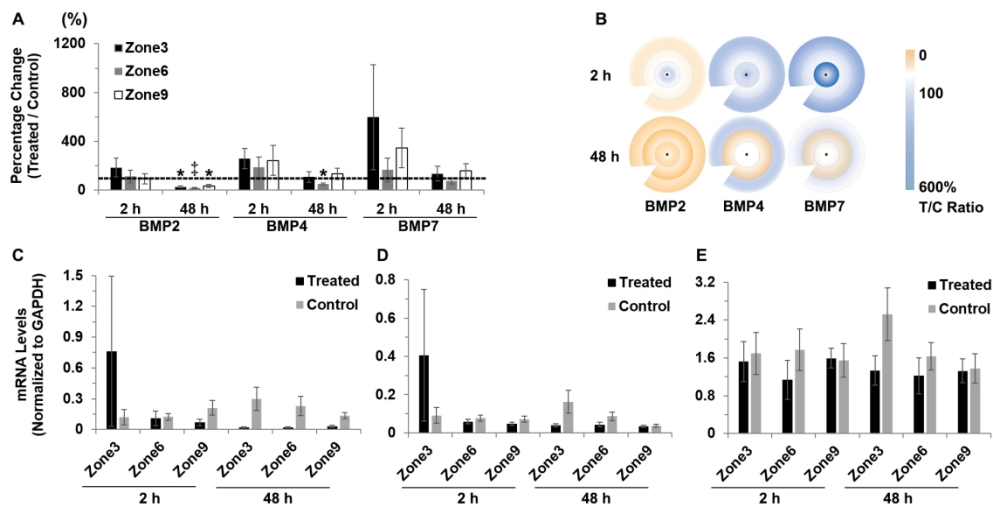 A (%)
Percentage Change
(Treated / Control)
1200
800
400
0
Zone3
Zone6
Zone9
* ‡ * *
2 h 48 h 2 h 48 h 2 h 48 h
BMP2 BMP4 BMP7
B
2 h
48 h
BMP2 BMP4 BMP7
0
100
600%
T/C Ratio
C
mRNA Levels
(Normalized to GAPDH)
1.5
1.2
0.9
0.6
0.3
0
Treated
Control
Zone3 Zone6 Zone9 Zone3 Zone6 Zone9
2 h 48 h
D
0.8
0.6
0.4
0.2
0
Treated
Control
Zone3 Zone6 Zone9 Zone3 Zone6 Zone9
2 h 48 h
E
3.2
2.4
1.6
0.8
0
Treated
Control
Zone3 Zone6 Zone9 Zone3 Zone6 Zone9
2 h 48 h